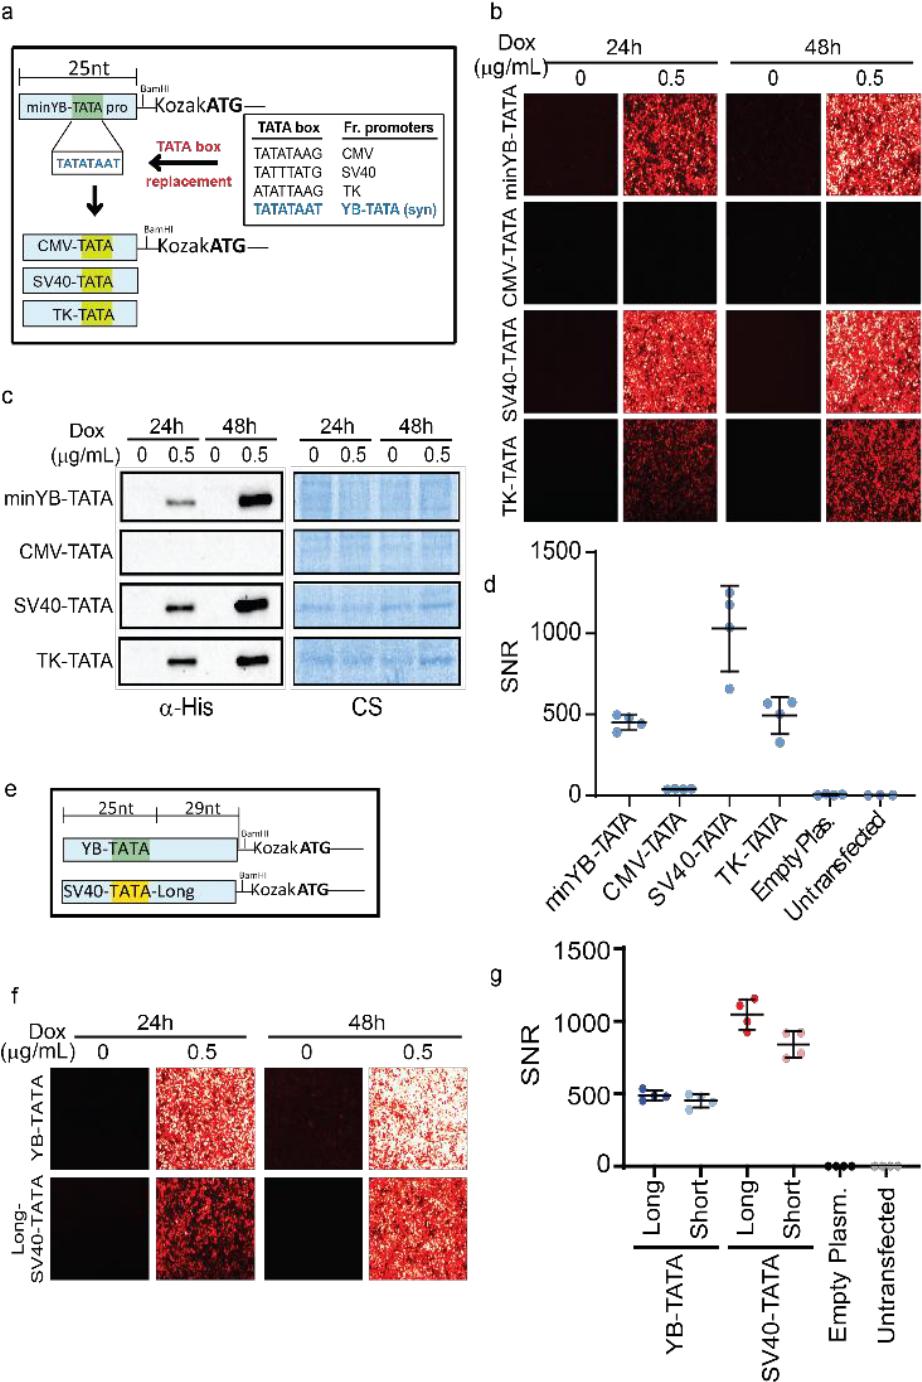 a
25nt
BamHI
minYB-TATA pro
KozakATG
TATATAAT
TATA box
replacement
TATA box Fr. promoters
TATATAAG CMV
TATTTATG SV40
ATATTAAG TK
TATATAAT YB-TATA (syn)
BamHI
CMV-TATA
KozakATG
SV40-TATA
TK-TATA
b
Dox
(µg/mL)
24h 48h
0 0.5 0 0.5
minYB-TATA
CMV-TATA
SV40-TATA
TK-TATA
c
Dox
(µg/mL)
24h 48h 24h 48h
0 0.5 0 0.5 0 0.5 0 0.5
minYB-TATA
CMV-TATA
SV40-TATA
TK-TATA
α-His CS
d
SNR
1500
1000
500
0
minYB-TATA
CMV-TATA
SV40-TATA
TK-TATA
Empty Plas.
Untransfected
e
25nt 29nt
BamHI
YB-TATA
Kozak ATG
BamHI
SV40-TATA-Long
KozakATG
f
Dox
(µg/mL)
24h 48h
0 0.5 0 0.5
YB-TATA
Long-
SV40-TATA
g
SNR
1500
1000
500
0
Long
Short
Long
Short
YB-TATA
SV40-TATA
Empty Plasm.
Untransfected